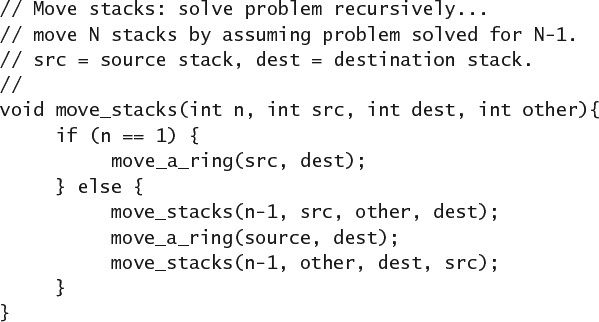 // Move stacks: solve problem recursively...
// move N stacks by assuming problem solved for N-1.
// src = source stack, dest = destination stack.
//
void move_stacks(int n, int src, int dest, int other){
     if (n == 1) {
          move_a_ring(src, dest);
     } else {
          move_stacks(n-1, src, other, dest);
          move_a_ring(source, dest);
          move_stacks(n-1, other, dest, src);
     }
}